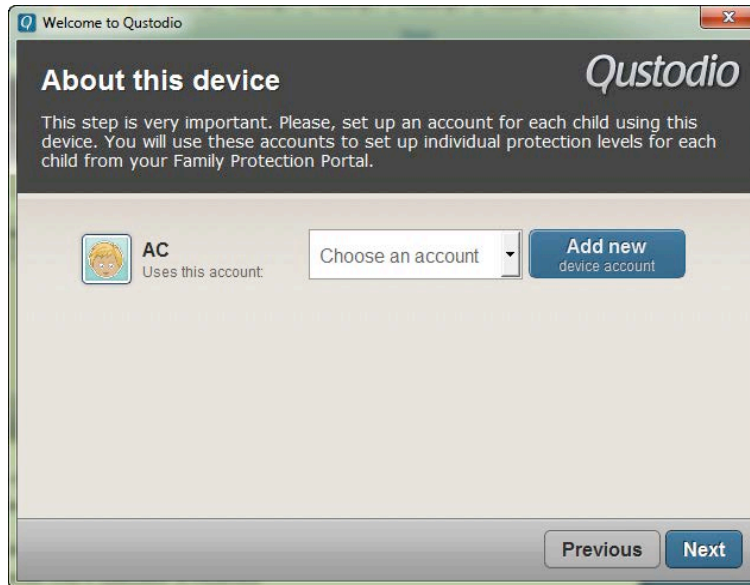 Welcome to Qustodio
About this device
Qustodio
This step is very important. Please, set up an account for each child using this
device. You will use these accounts to set up individual protection levels for each
child from your Family Protection Portal.
AC
Uses this account:
Choose an account
Add new
device account
Previous
Next